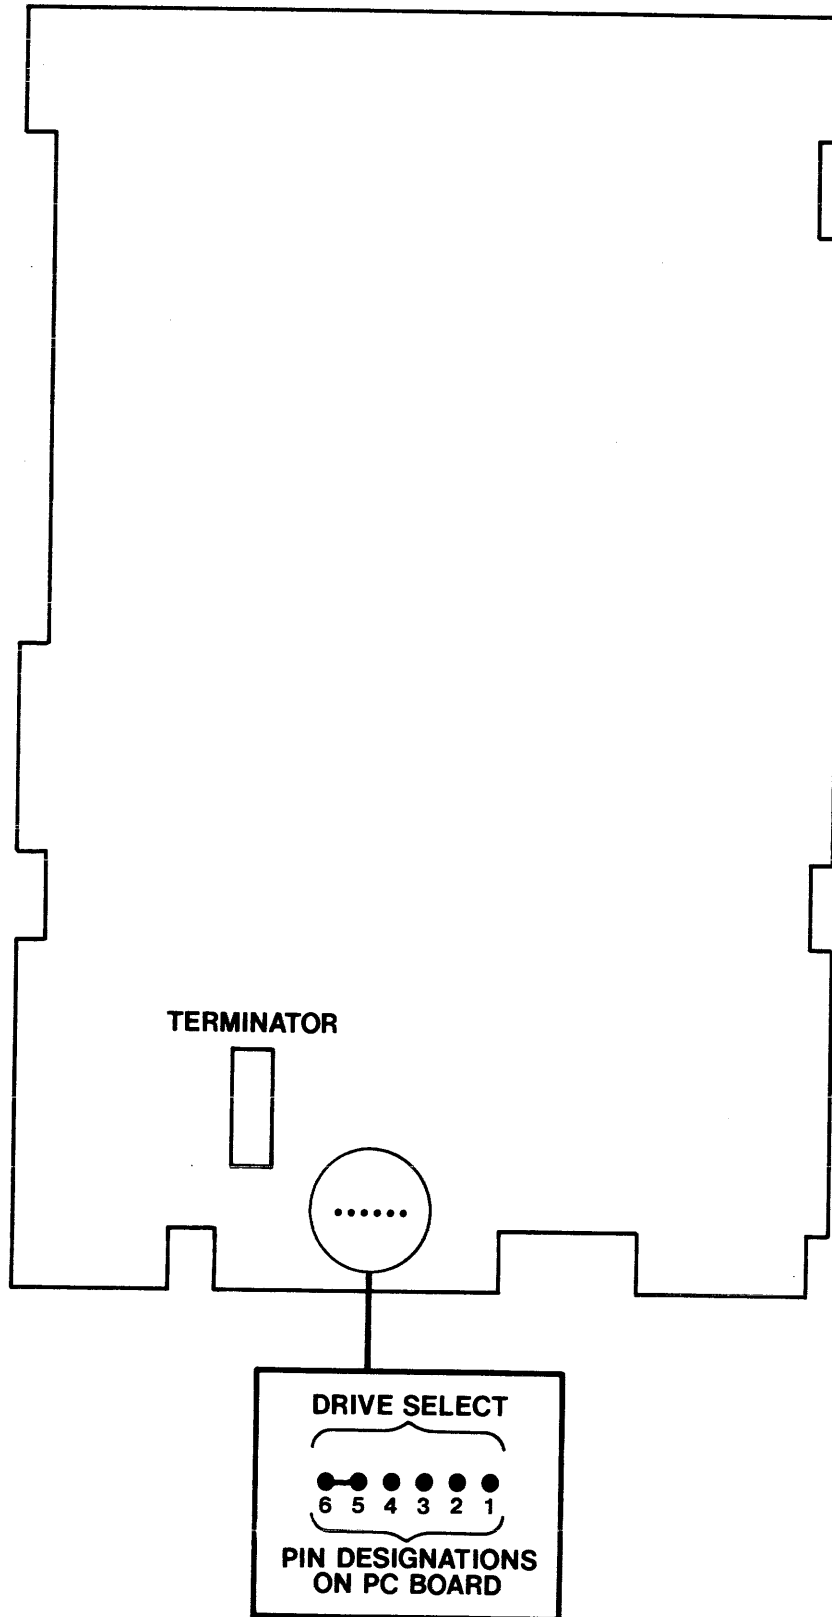 TERMINATOR
DRIVE SELECT
6 5 4 3 2 1
PIN DESIGNATIONS
ON PC BOARD